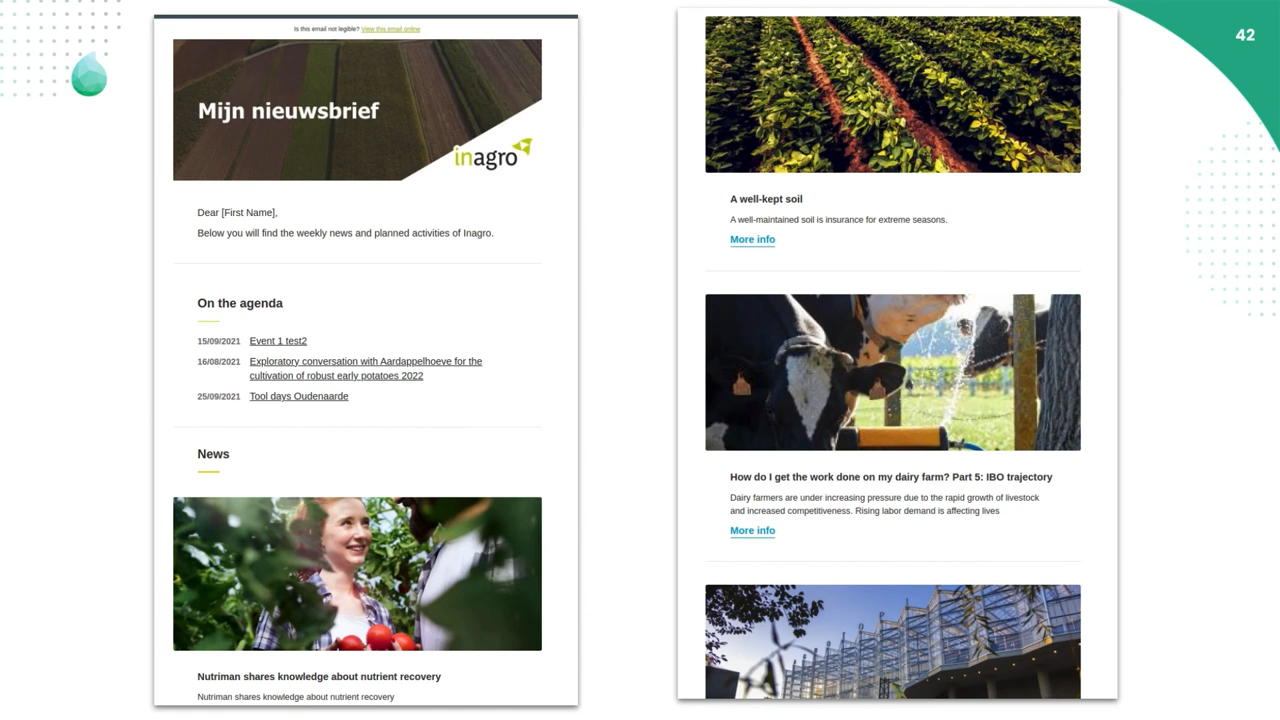 Is this email not legible? View this email online
Mijn nieuwsbrief
inagro
Dear [First Name],
Below you will find the weekly news and planned activities of Inagro.
On the agenda
15/09/2021 Event 1 test2
16/08/2021 Exploratory conversation with Aardappelhoeve for the
cultivation of robust early potatoes 2022
25/09/2021 Tool days Oudenaarde
News
Nutriman shares knowledge about nutrient recovery
Nutriman shares knowledge about nutrient recovery
42
A well-kept soil
A well-maintained soil is insurance for extreme seasons.
More info
How do I get the work done on my dairy farm? Part 5: IBO trajectory
Dairy farmers are under increasing pressure due to the rapid growth of livestock
and increased competitiveness. Rising labor demand is affecting lives
More info